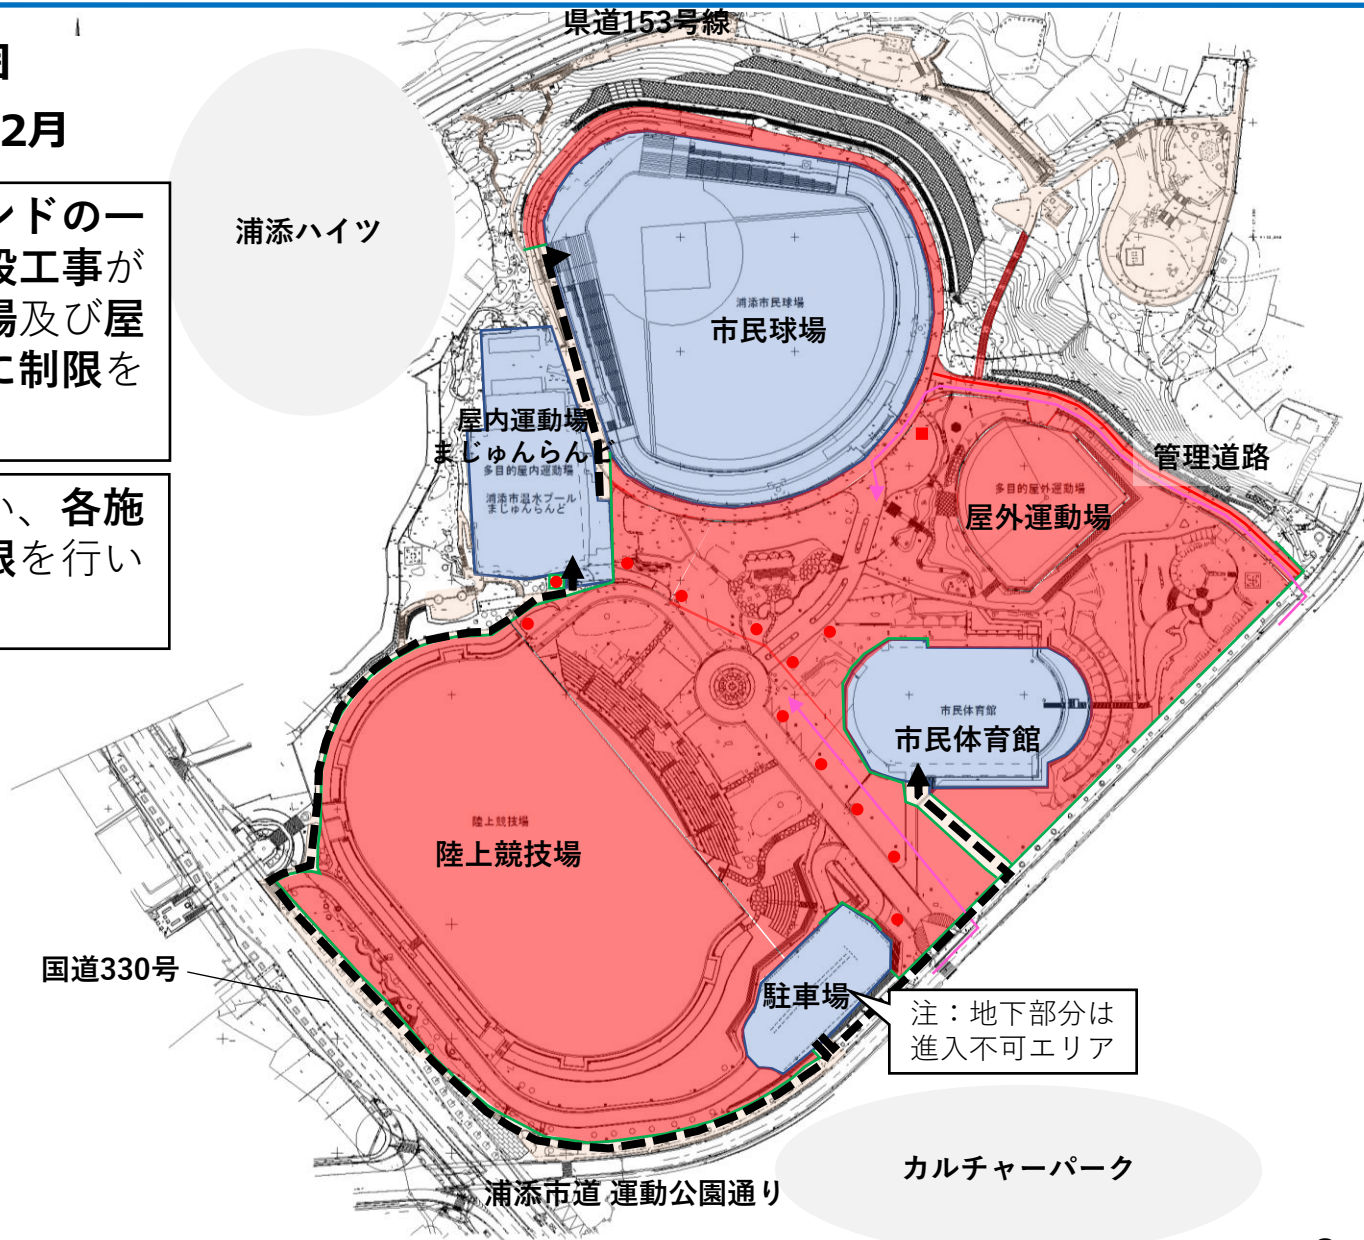 県道153号線
2月
ンドの一
設工事が
場及び屋
に制限を
い、各施
限を行い
浦添ハイツ
浦添市民球場
市民球場
屋内運動場
まじゅんらんど
多目的屋内運動場
浦添市温水プール
まじゅんらんど
管理道路
多目的屋外運動場
屋外運動場
市民体育館
市民体育館
陸上競技場
陸上競技場
国道330号
駐車場
注：地下部分は
進入不可エリア
カルチャーパーク
浦添市道 運動公園通り